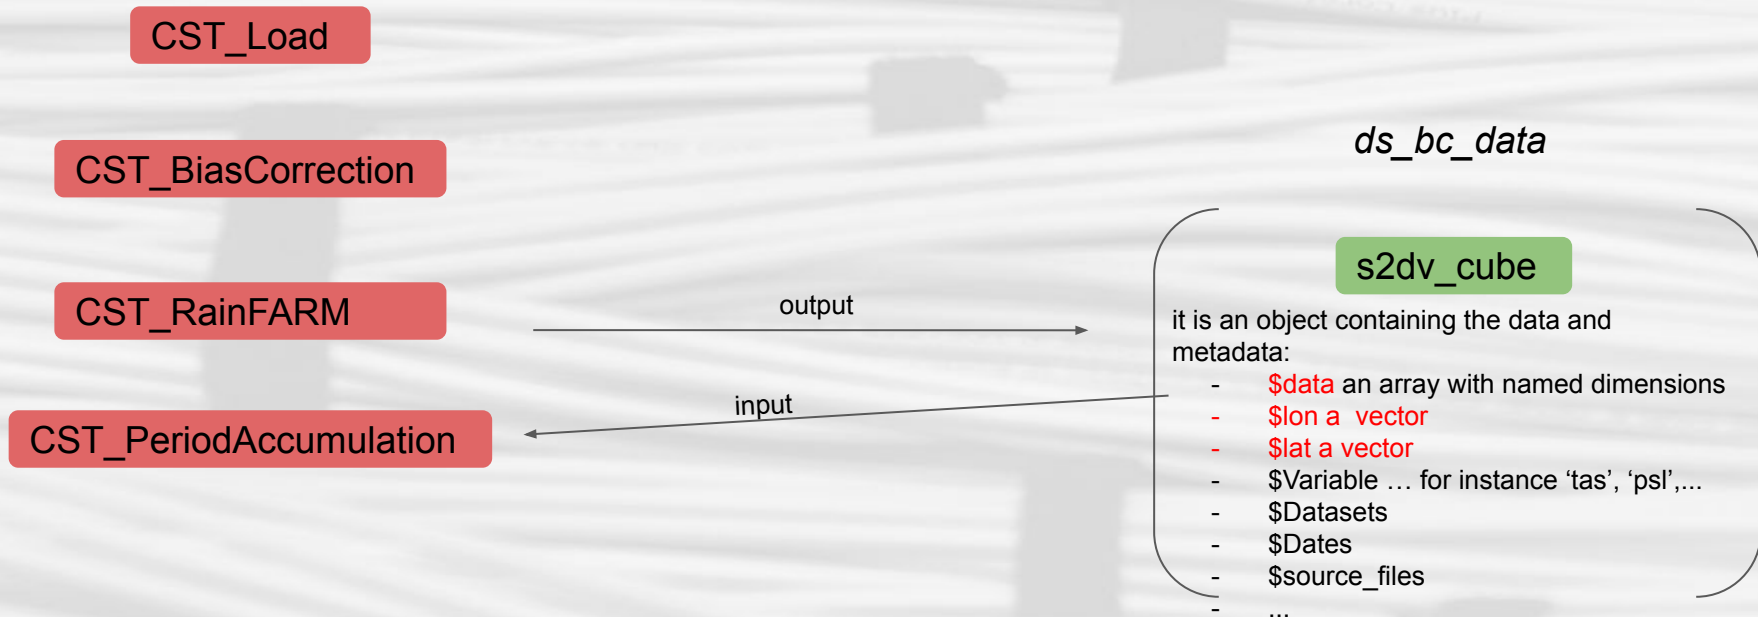 CST_Load
CST_BiasCorrection
CST_RainFARM
CST_PeriodAccumulation
output
input
ds_bc_data
s2dv_cube
it is an object containing the data and
metadata:
- $data an array with named dimensions
- $lon a  vector
- $lat a vector
- $Variable … for instance ‘tas’, ‘psl’,...
- $Datasets
- $Dates
- $source_files
- ...